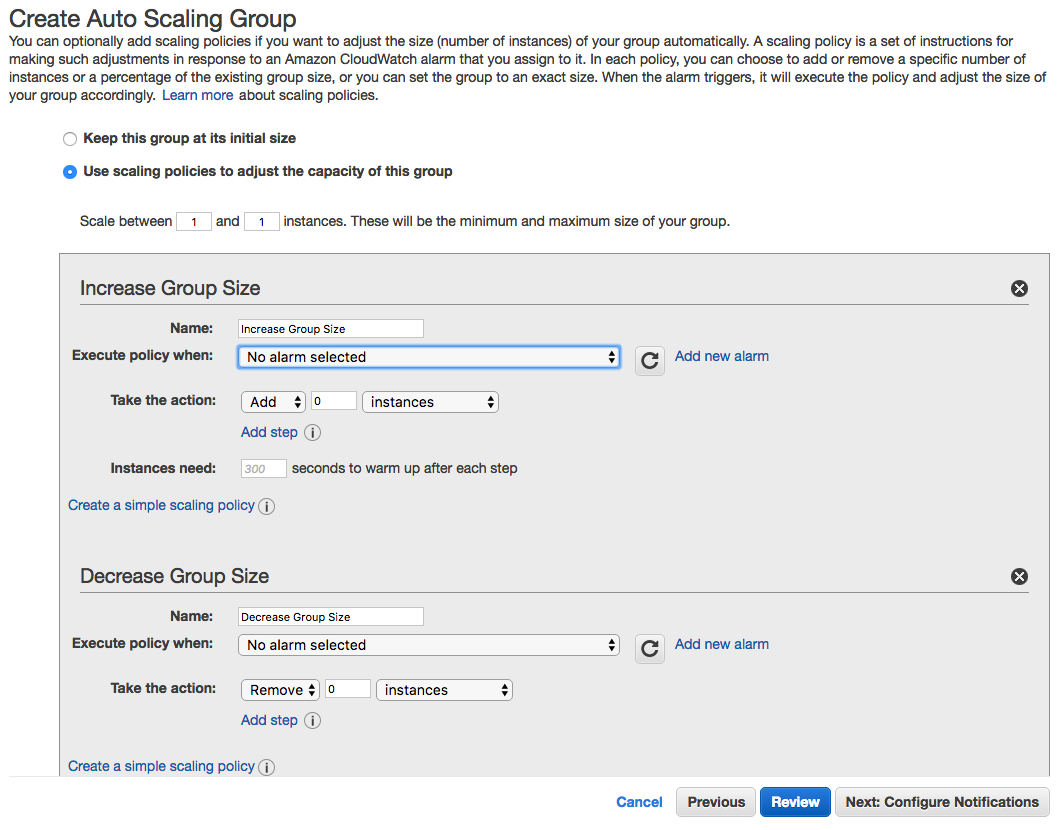 Create Auto Scaling Group
You can optionally add scaling policies if you want to adjust the size (number of instances) of your group automatically. A scaling policy is a set of instructions for
making such adjustments in response to an Amazon CloudWatch alarm that you assign to it. In each policy, you can choose to add or remove a specific number of
instances or a percentage of the existing group size, or you can set the group to an exact size. When the alarm triggers, it will execute the policy and adjust the size of
your group accordingly. Learn more about scaling policies.
Keep this group at its initial size
Use scaling policies to adjust the capacity of this group
Scale between 1 and 1 instances. These will be the minimum and maximum size of your group.
Increase Group Size
Name: Increase Group Size
Execute policy when: No alarm selected Add new alarm
Take the action: Add 0 instances
Add step i
Instances need: 300 seconds to warm up after each step
Create a simple scaling policy i
Decrease Group Size
Name: Decrease Group Size
Execute policy when: No alarm selected Add new alarm
Take the action: Remove 0 instances
Add step i
Create a simple scaling policy i
Cancel Previous Review Next: Configure Notifications